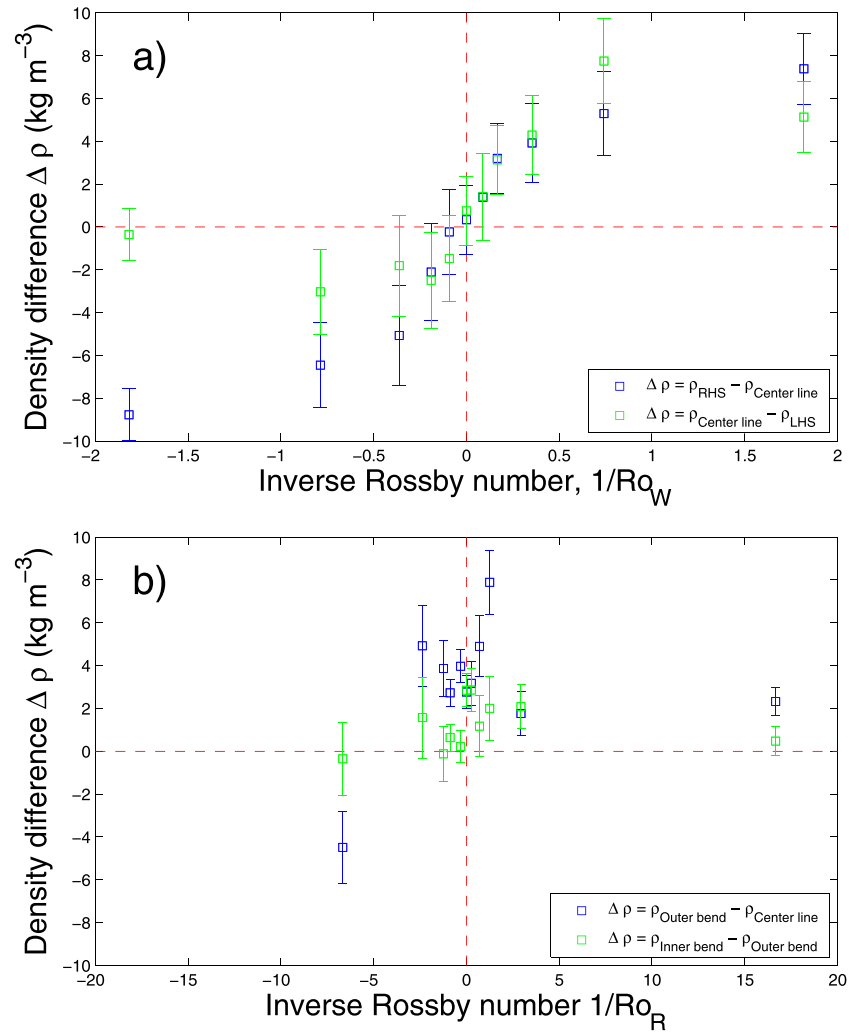 a)
Density difference Δ ρ (kg m⁻³)
10
8
6
4
2
0
−2
−4
−6
−8
−10
Δ ρ = ρ_RHS − ρ_Center line
Δ ρ = ρ_Center line − ρ_LHS
−2 −1.5 −1 −0.5 0 0.5 1 1.5 2
Inverse Rossby number, 1/Ro_W
b)
Density difference Δ ρ (kg m⁻³)
10
8
6
4
2
0
−2
−4
−6
−8
−10
Δ ρ = ρ_Outer bend − ρ_Center line
Δ ρ = ρ_Inner bend − ρ_Outer bend
−20 −15 −10 −5 0 5 10 15 20
Inverse Rossby number 1/Ro_R